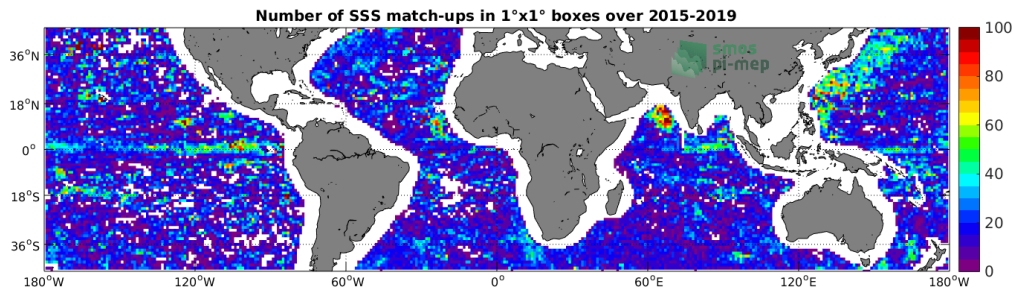 Number of SSS match-ups in 1°x1° boxes over 2015-2019
36°N
18°N
0°
18°S
36°S
180°W
120°W
60°W
0°
60°E
120°E
180°W
100
80
60
40
20
0
smos
pi-mep